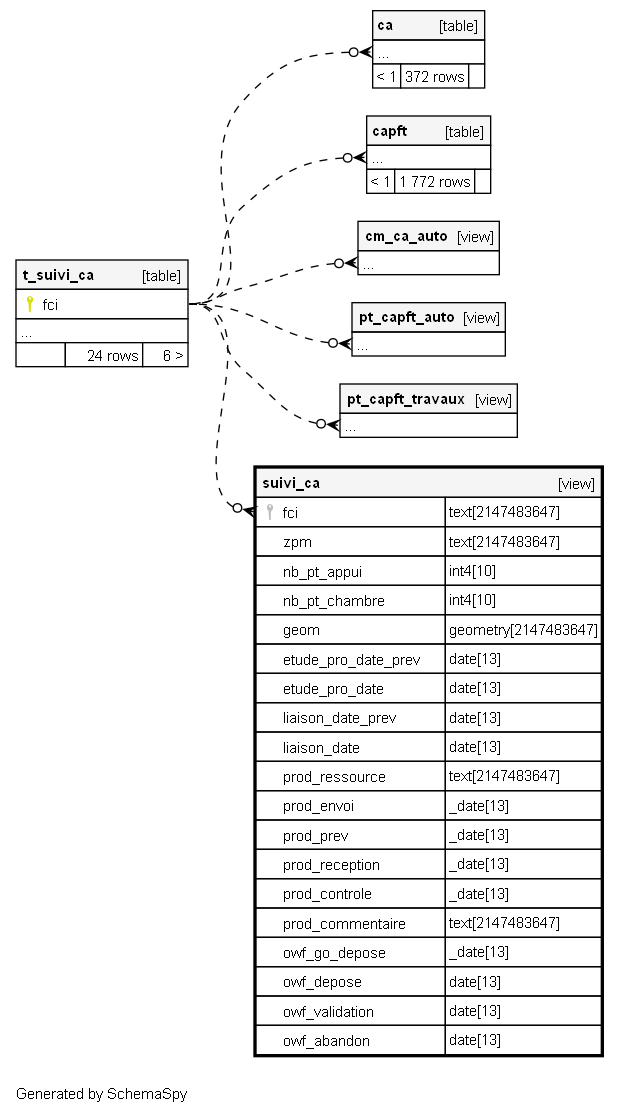 ca [table]
...
< 1 372 rows
capft [table]
...
< 1 1 772 rows
cm_ca_auto [view]
...
t_suivi_ca [table]
fci
...
24 rows 6 >
pt_capft_auto [view]
...
pt_capft_travaux [view]
...
suivi_ca [view]
fci text[2147483647]
zpm text[2147483647]
nb_pt_appui int4[10]
nb_pt_chambre int4[10]
geom geometry[2147483647]
etude_pro_date_prev date[13]
etude_pro_date date[13]
liaison_date_prev date[13]
liaison_date date[13]
prod_ressource text[2147483647]
prod_envoi _date[13]
prod_prev _date[13]
prod_reception _date[13]
prod_controle _date[13]
prod_commentaire text[2147483647]
owf_go_depose _date[13]
owf_depose date[13]
owf_validation date[13]
owf_abandon date[13]
Generated by SchemaSpy